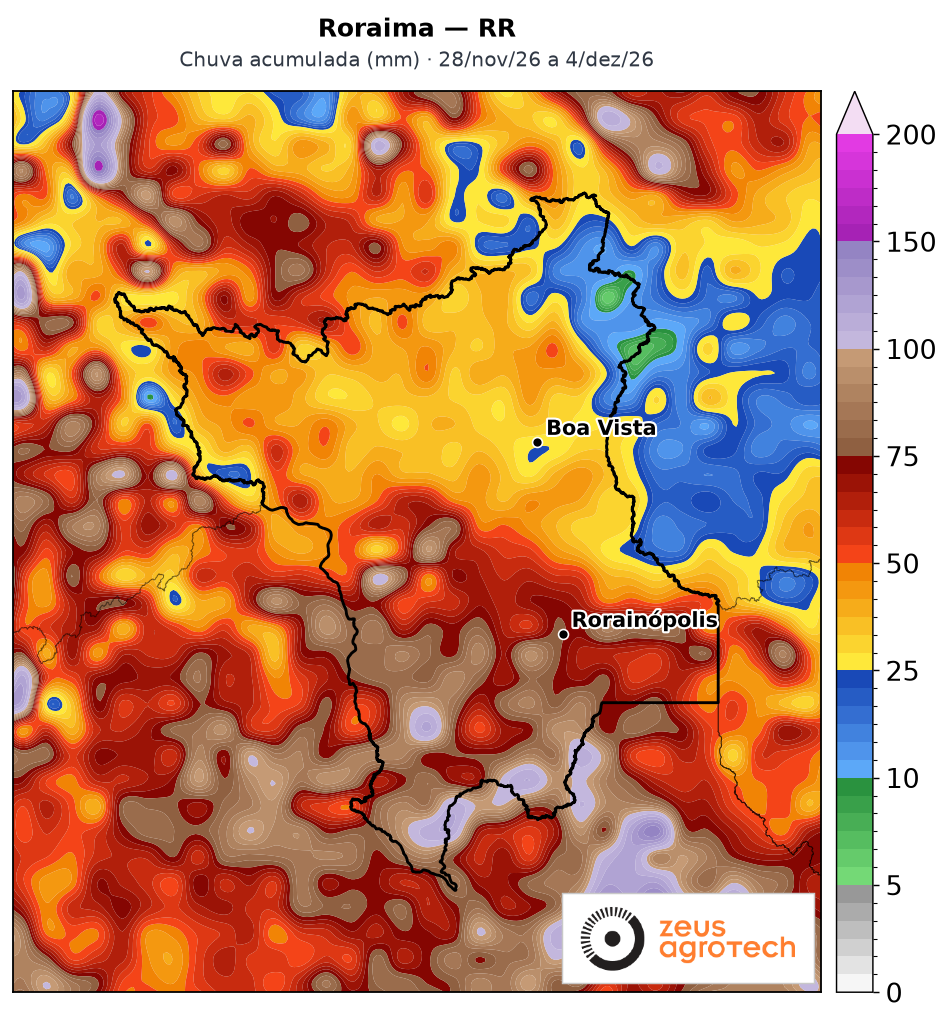 Roraima — RR
Chuva acumulada (mm) · 28/nov/26 a 4/dez/26
200
150
100
75
50
25
10
5
0
Boa Vista
Rorainópolis
zeus
agrotech